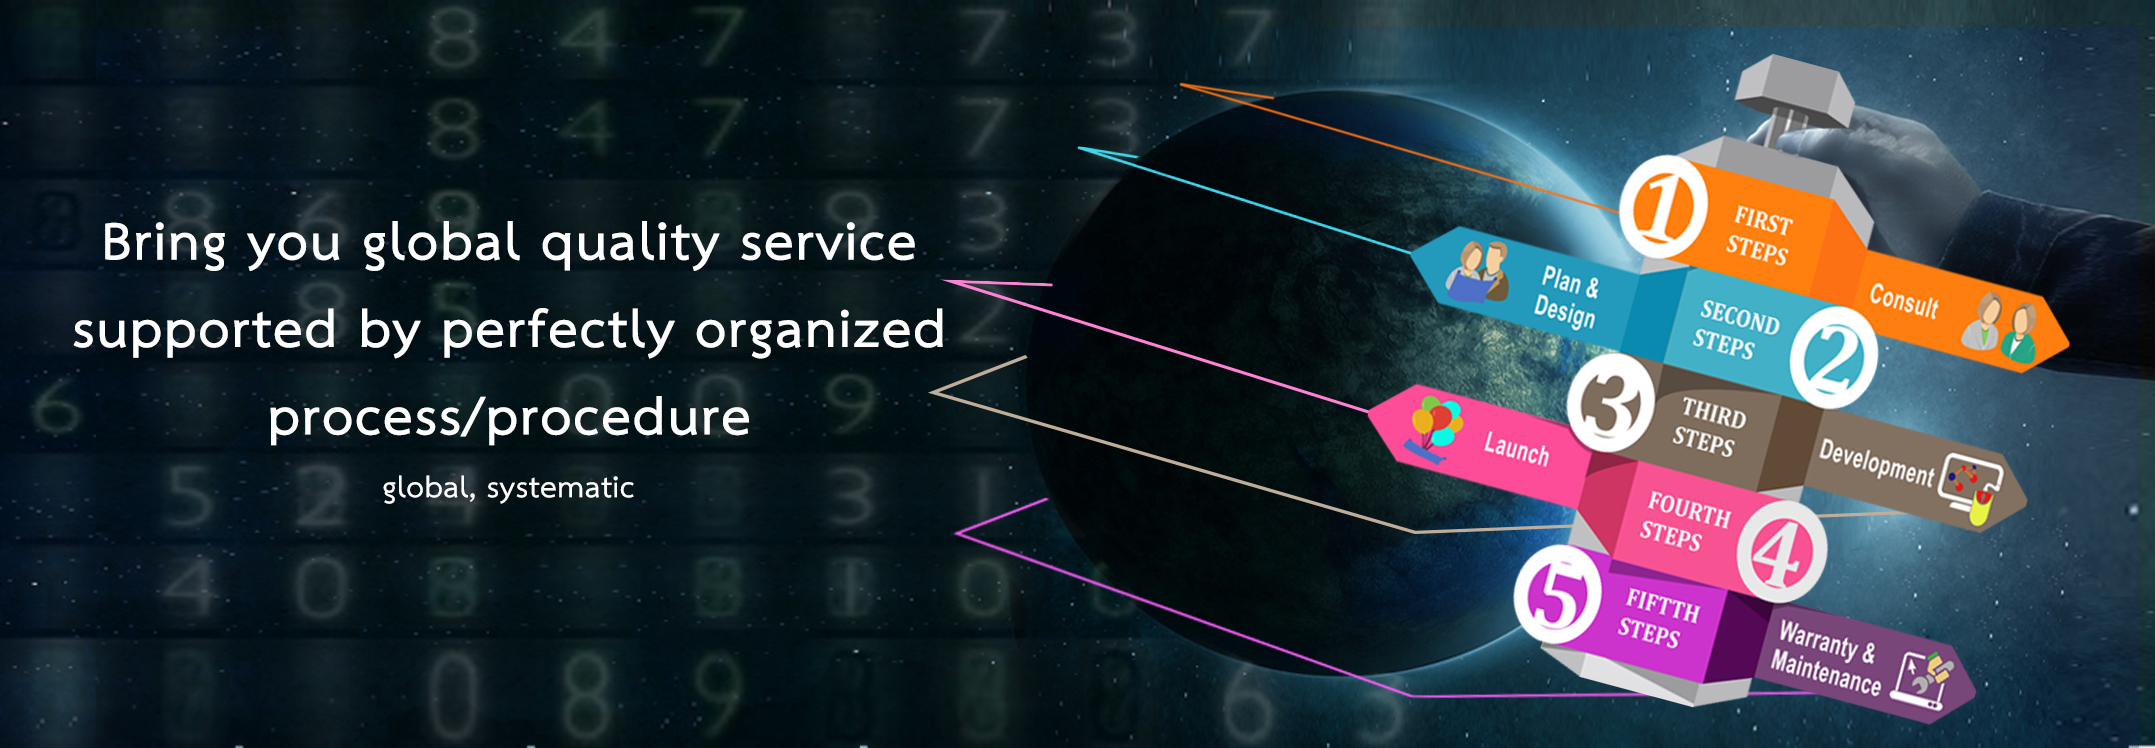 Bring you global quality service
supported by perfectly organized
process/procedure
global, systematic
1
FIRST
STEPS
Consult
Plan &
Design
SECOND
STEPS
2
3
THIRD
STEPS
Development
Launch
FOURTH
STEPS
4
5
FIFTTH
STEPS
Warranty &
Maintenance